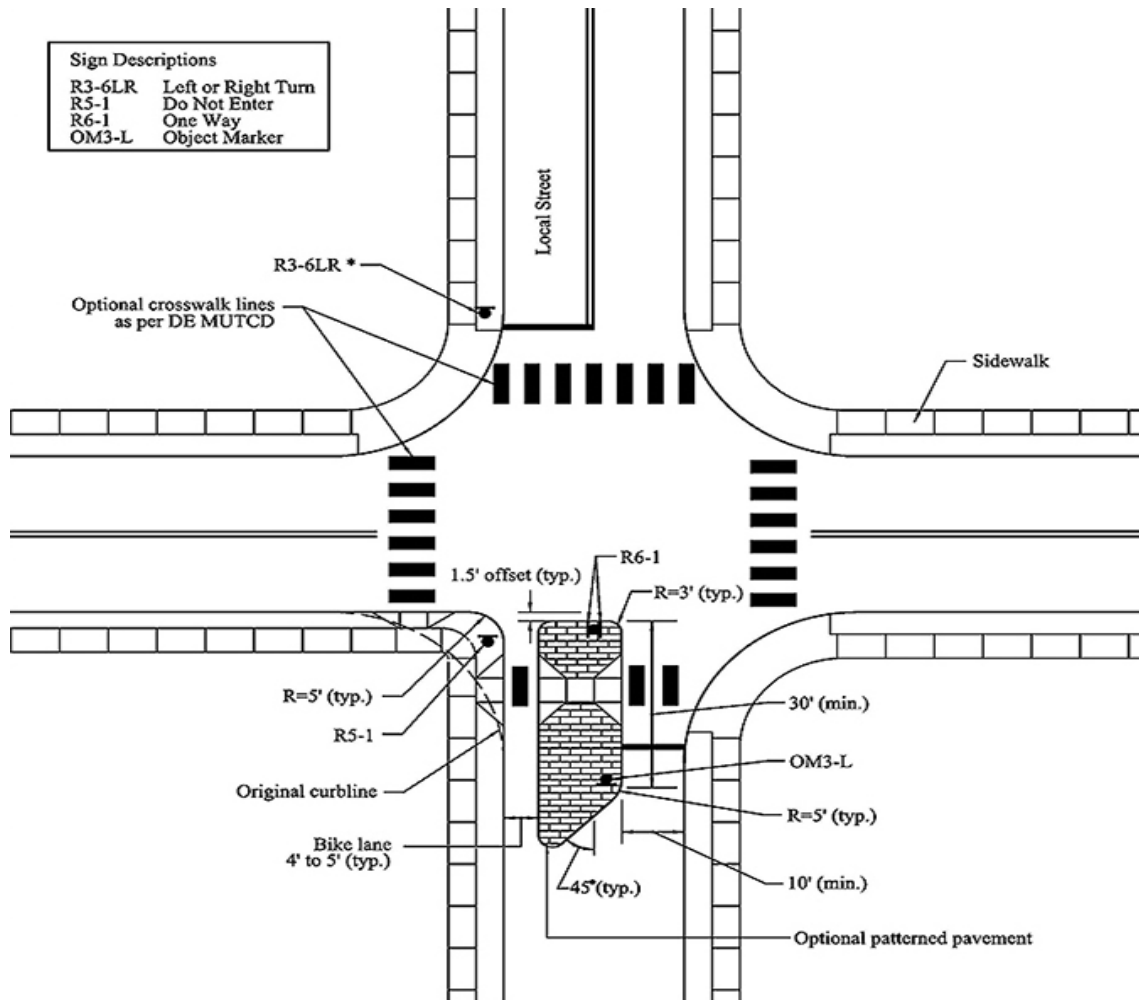 Sign Descriptions
R3-6LR Left or Right Turn
R5-1 Do Not Enter
R6-1 One Way
OM3-L Object Marker
Local Street
R3-6LR *
Optional crosswalk lines
as per DE MUTCD
Sidewalk
R6-1
1.5' offset (typ.)
R=3' (typ.)
R=5' (typ.)
30' (min.)
R5-1
OM3-L
Original curbline
R=5' (typ.)
Bike lane
4' to 5' (typ.)
45°(typ.)
10' (min.)
Optional patterned pavement